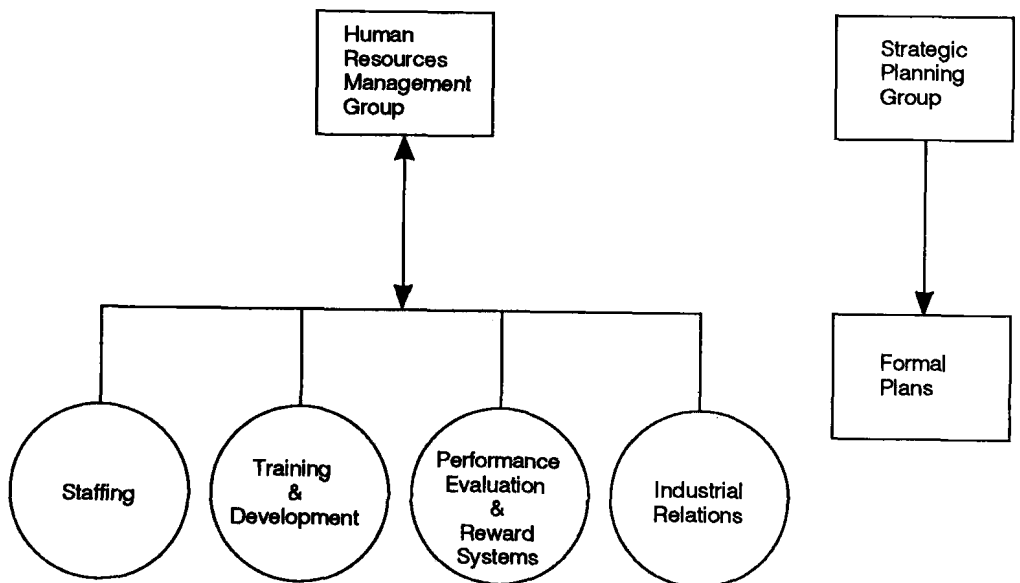 Human
Resources
Management
Group
Strategic
Planning
Group
Formal
Plans
Staffing
Training
&
Development
Performance
Evaluation
&
Reward
Systems
Industrial
Relations